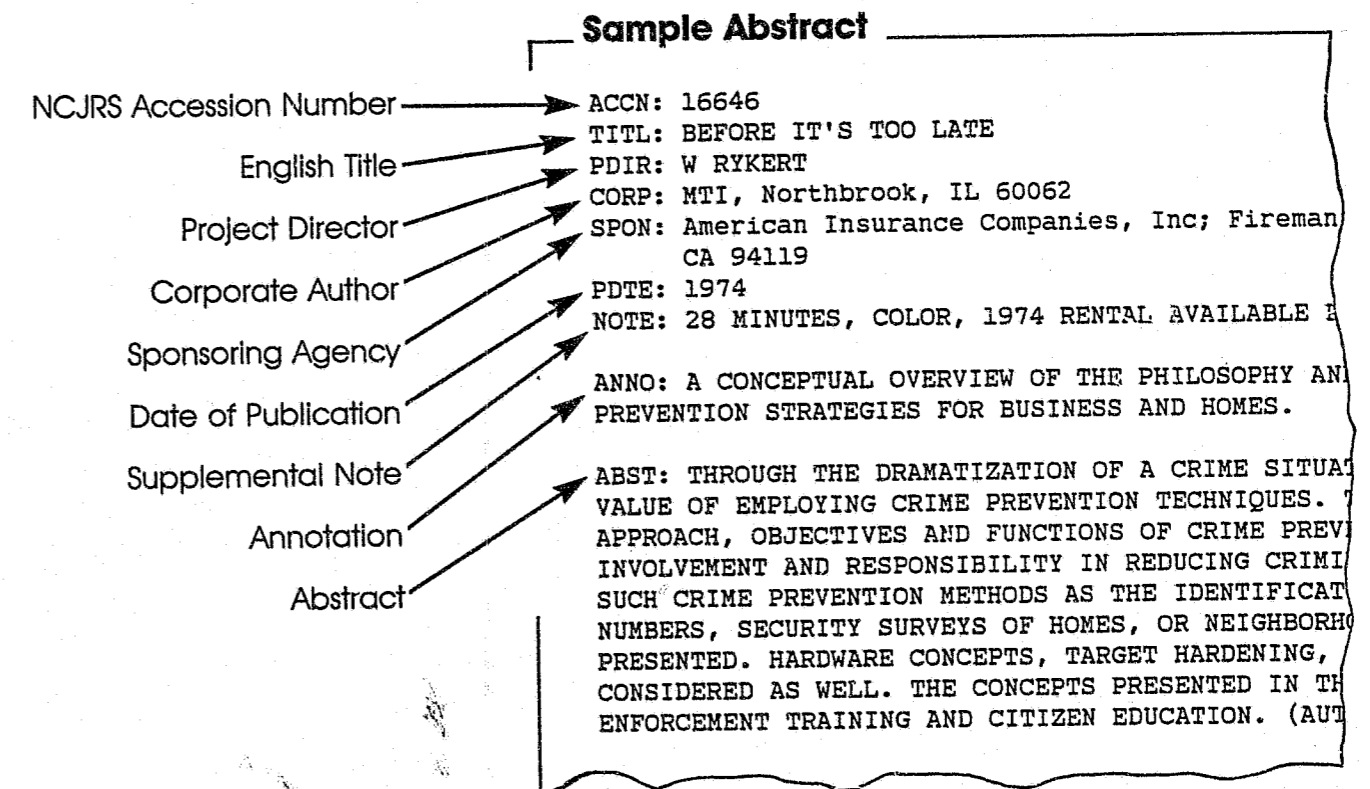 Sample Abstract
NCJRS Accession Number
ACCN: 16646
English Title
TITL: BEFORE IT'S TOO LATE
Project Director
PDIR: W RYKERT
Corporate Author
CORP: MTI, Northbrook, IL 60062
Sponsoring Agency
SPON: American Insurance Companies, Inc; Fireman
CA 94119
Date of Publication
PDTE: 1974
Supplemental Note
NOTE: 28 MINUTES, COLOR, 1974 RENTAL AVAILABLE
Annotation
ANNO: A CONCEPTUAL OVERVIEW OF THE PHILOSOPHY AN
PREVENTION STRATEGIES FOR BUSINESS AND HOMES.
Abstract
ABST: THROUGH THE DRAMATIZATION OF A CRIME SITUAT
VALUE OF EMPLOYING CRIME PREVENTION TECHNIQUES.
APPROACH, OBJECTIVES AND FUNCTIONS OF CRIME PREV
INVOLVEMENT AND RESPONSIBILITY IN REDUCING CRIMI
SUCH CRIME PREVENTION METHODS AS THE IDENTIFICAT
NUMBERS, SECURITY SURVEYS OF HOMES, OR NEIGHBORH
PRESENTED. HARDWARE CONCEPTS, TARGET HARDENING,
CONSIDERED AS WELL. THE CONCEPTS PRESENTED IN TH
ENFORCEMENT TRAINING AND CITIZEN EDUCATION. (AUT